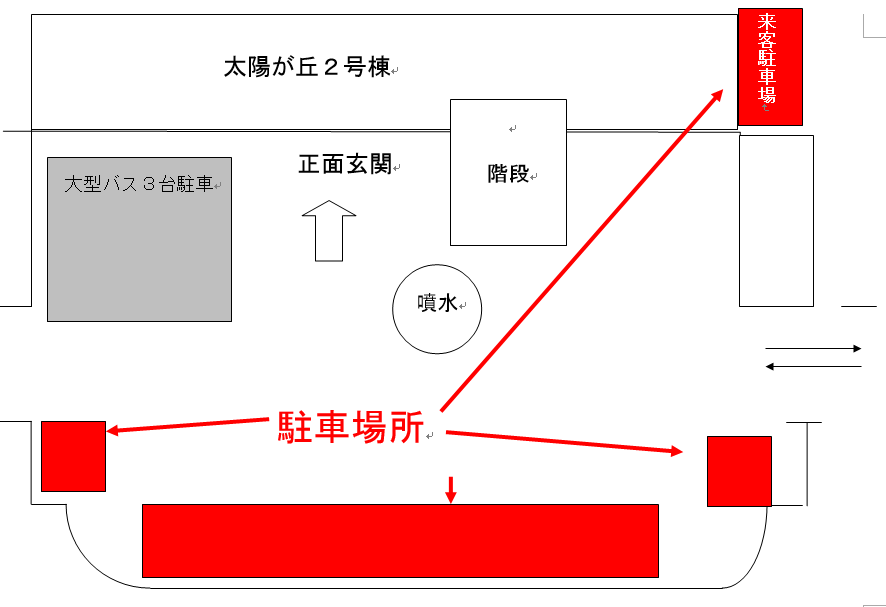 来客駐車場
太陽が丘２号棟
正面玄関
階段
大型バス３台駐車
噴水
駐車場所